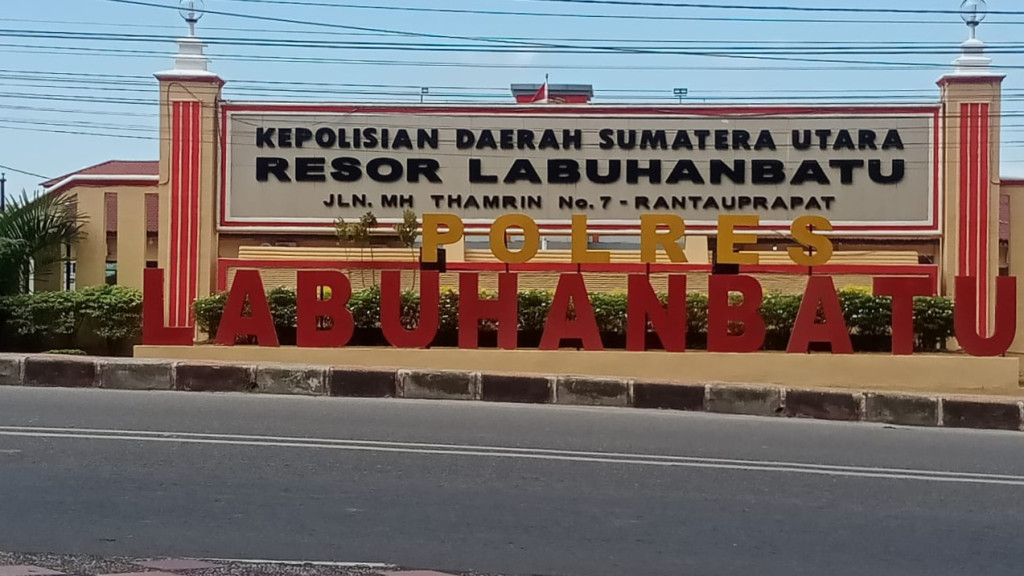 KEPOLISIAN DAERAH SUMATERA UTARA
RESOR LABUHANBATU
JLN. MH THAMRIN No. 7 - RANTAUPRAPAT
POLRES
LABUHANBATU